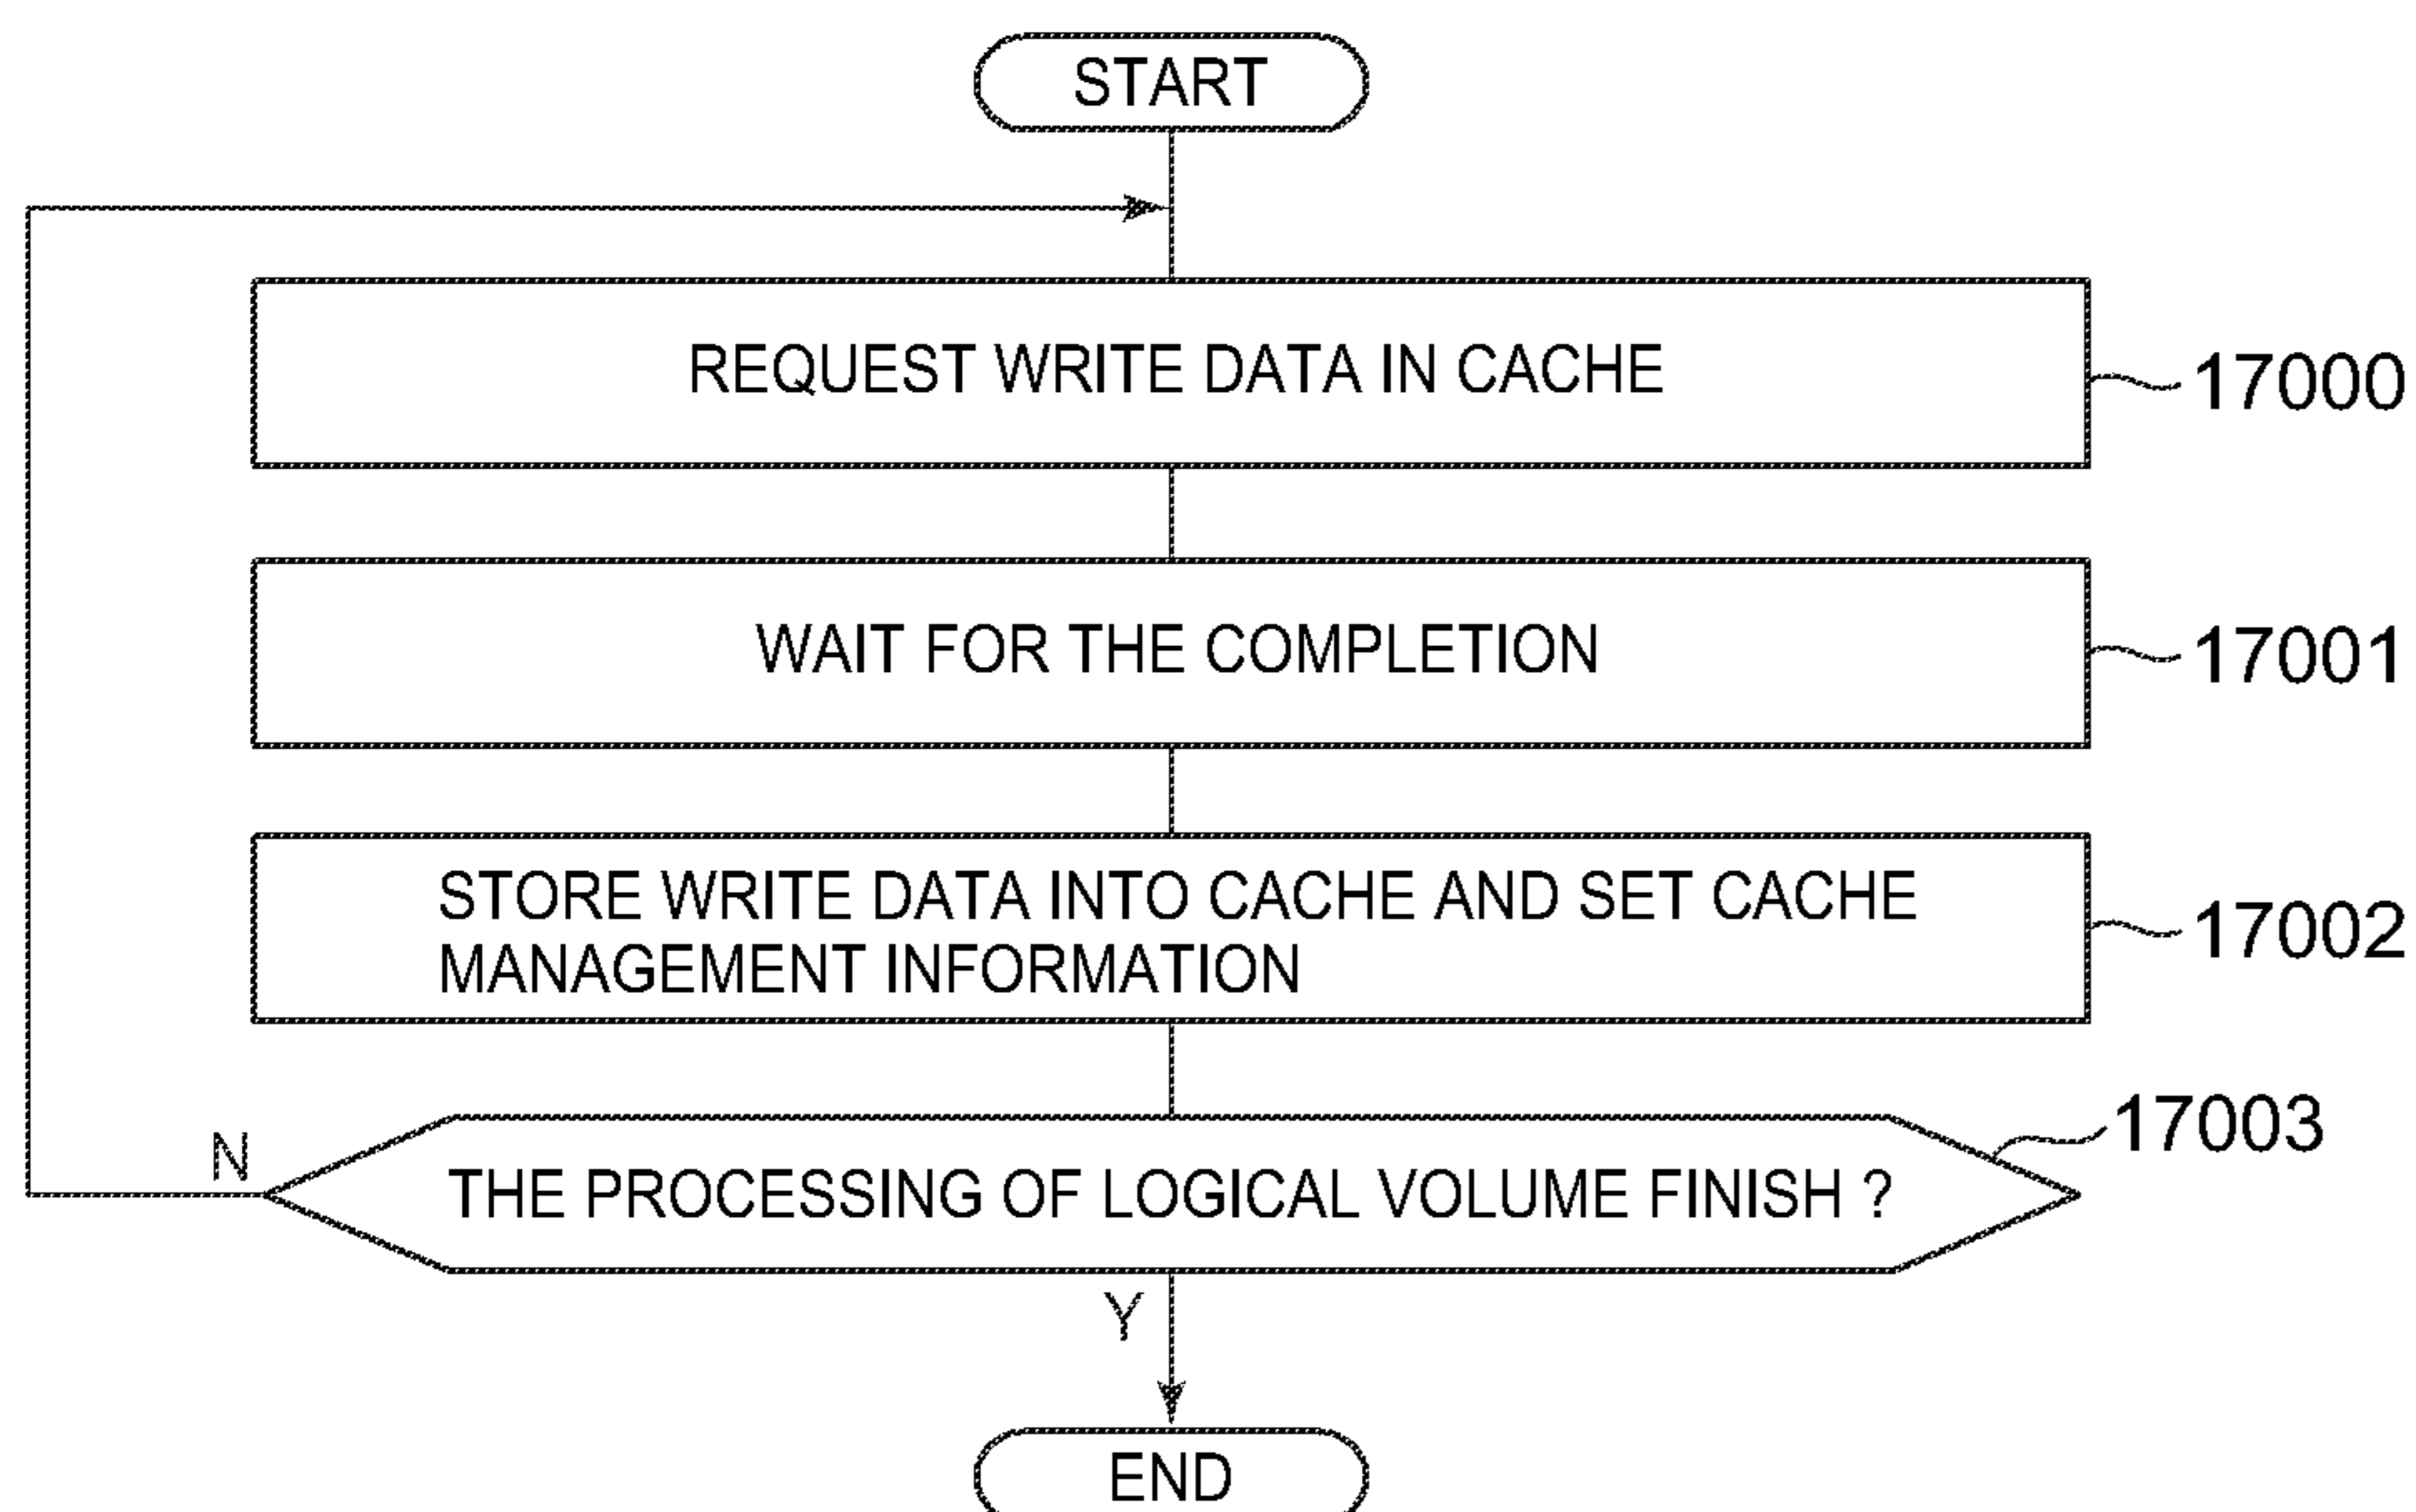 START
REQUEST WRITE DATA IN CACHE
17000
WAIT FOR THE COMPLETION
17001
STORE WRITE DATA INTO CACHE AND SET CACHE
MANAGEMENT INFORMATION
17002
17003
N
THE PROCESSING OF LOGICAL VOLUME FINISH ?
Y
END